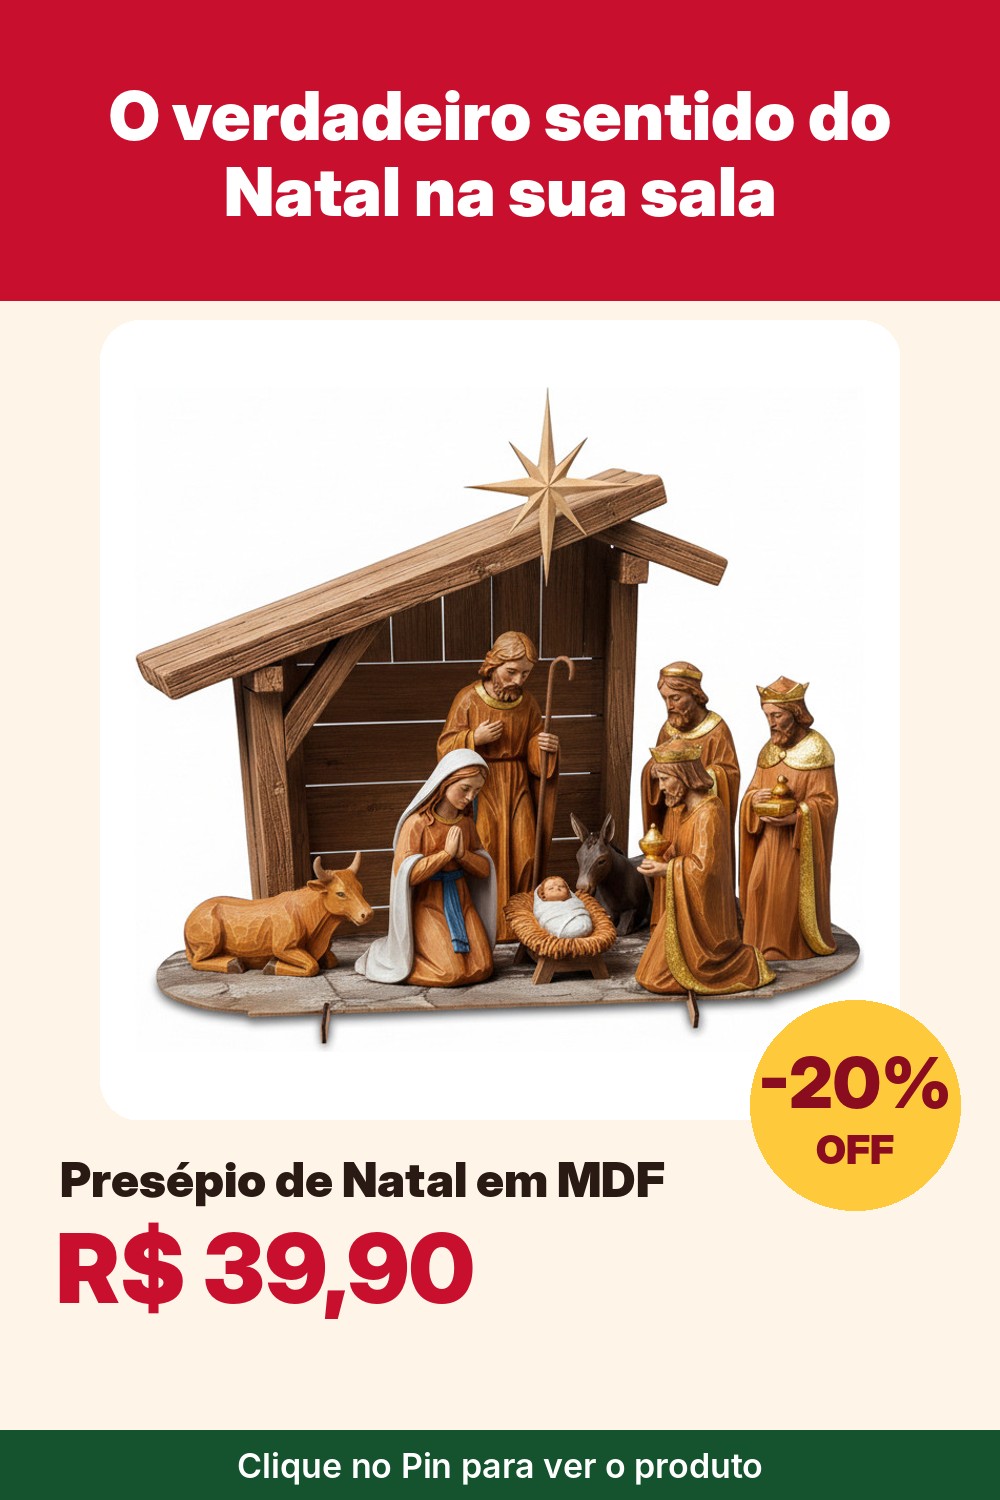 O verdadeiro sentido do
Natal na sua sala
-20%
OFF
Presépio de Natal em MDF
R$ 39,90
Clique no Pin para ver o produto